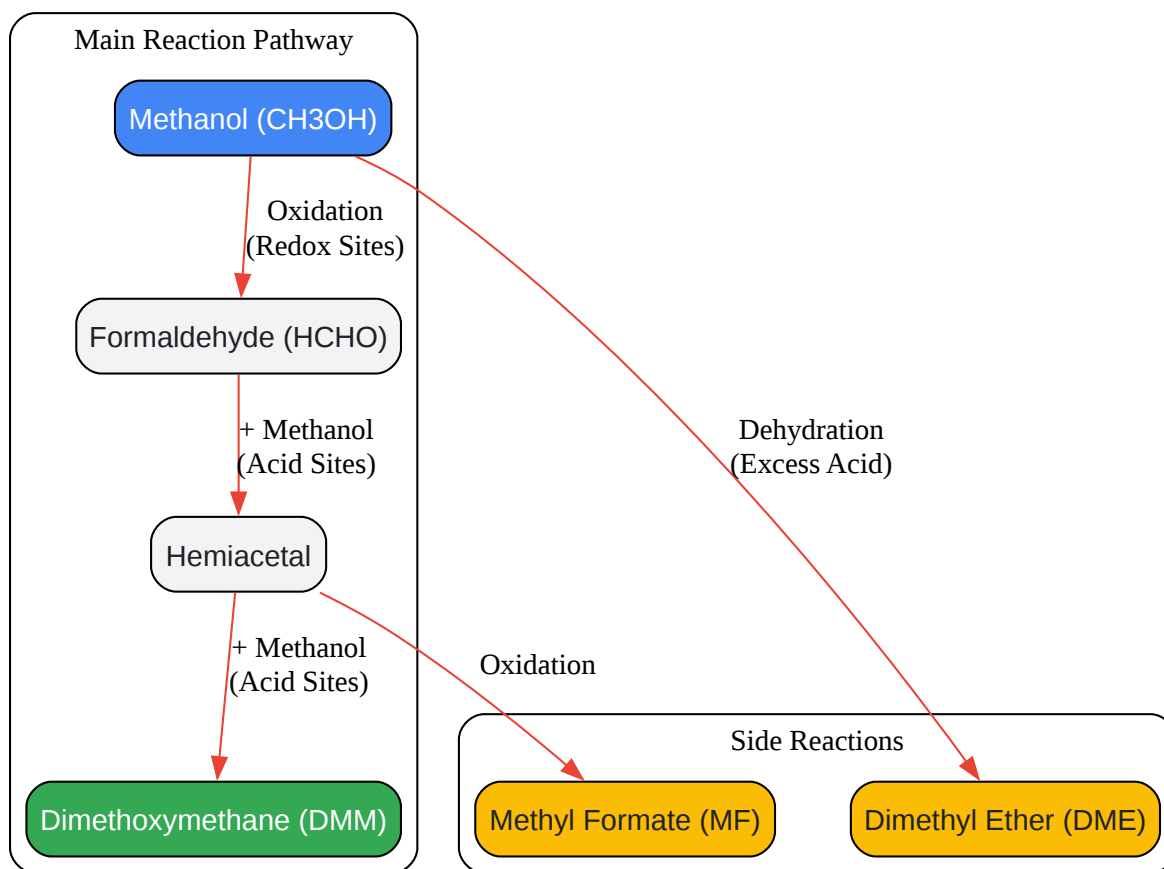 Main Reaction Pathway
Methanol (CH3OH)
Oxidation
(Redox Sites)
Formaldehyde (HCHO)
+ Methanol
(Acid Sites)
Dehydration
(Excess Acid)
Hemiacetal
+ Methanol
(Acid Sites)
Oxidation
Side Reactions
Dimethoxymethane (DMM)
Methyl Formate (MF)
Dimethyl Ether (DME)